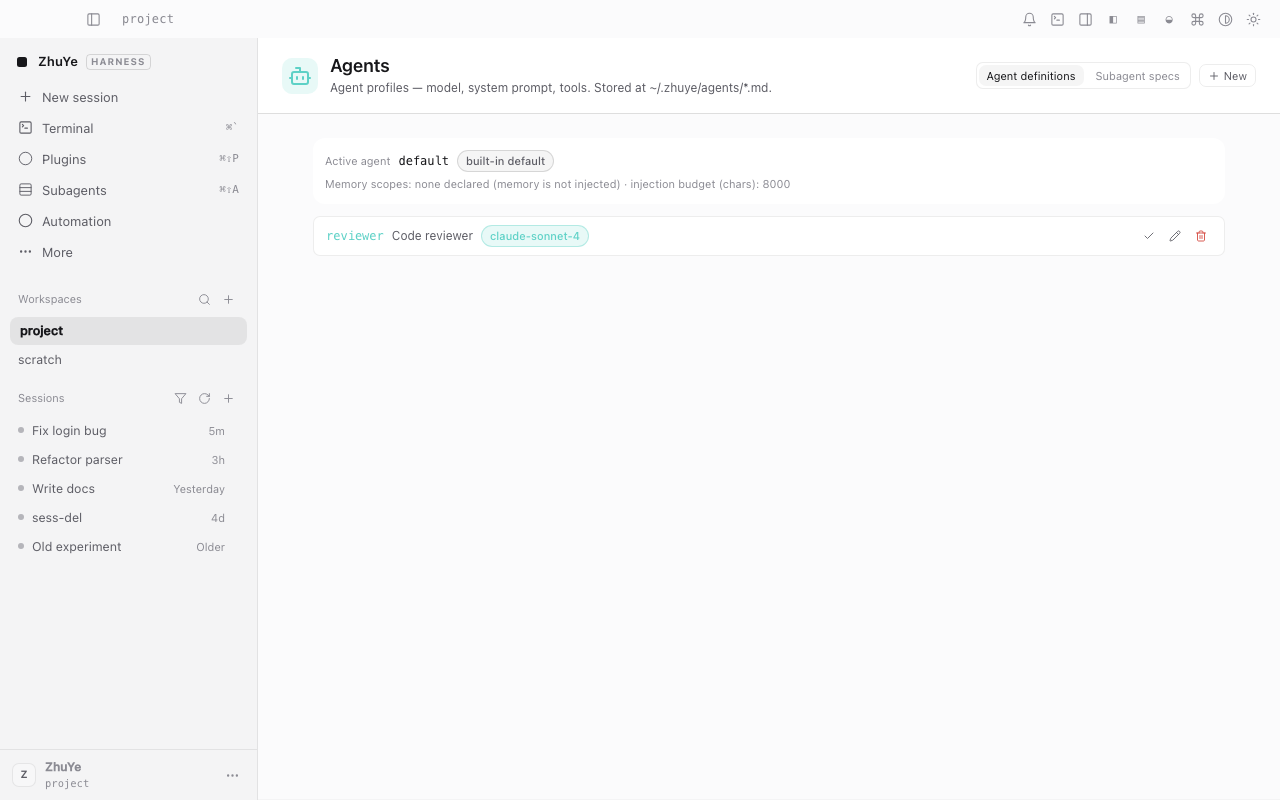 project
ZhuYe HARNESS
New session
Terminal ⌘`
Plugins ⌘⇧P
Subagents ⌘⇧A
Automation
More
Workspaces
project
scratch
Sessions
Fix login bug 5m
Refactor parser 3h
Write docs Yesterday
sess-del 4d
Old experiment Older
Z ZhuYe
project
Agents
Agent profiles — model, system prompt, tools. Stored at ~/.zhuye/agents/*.md.
Agent definitions Subagent specs New
Active agent default built-in default
Memory scopes: none declared (memory is not injected) · injection budget (chars): 8000
reviewer Code reviewer claude-sonnet-4